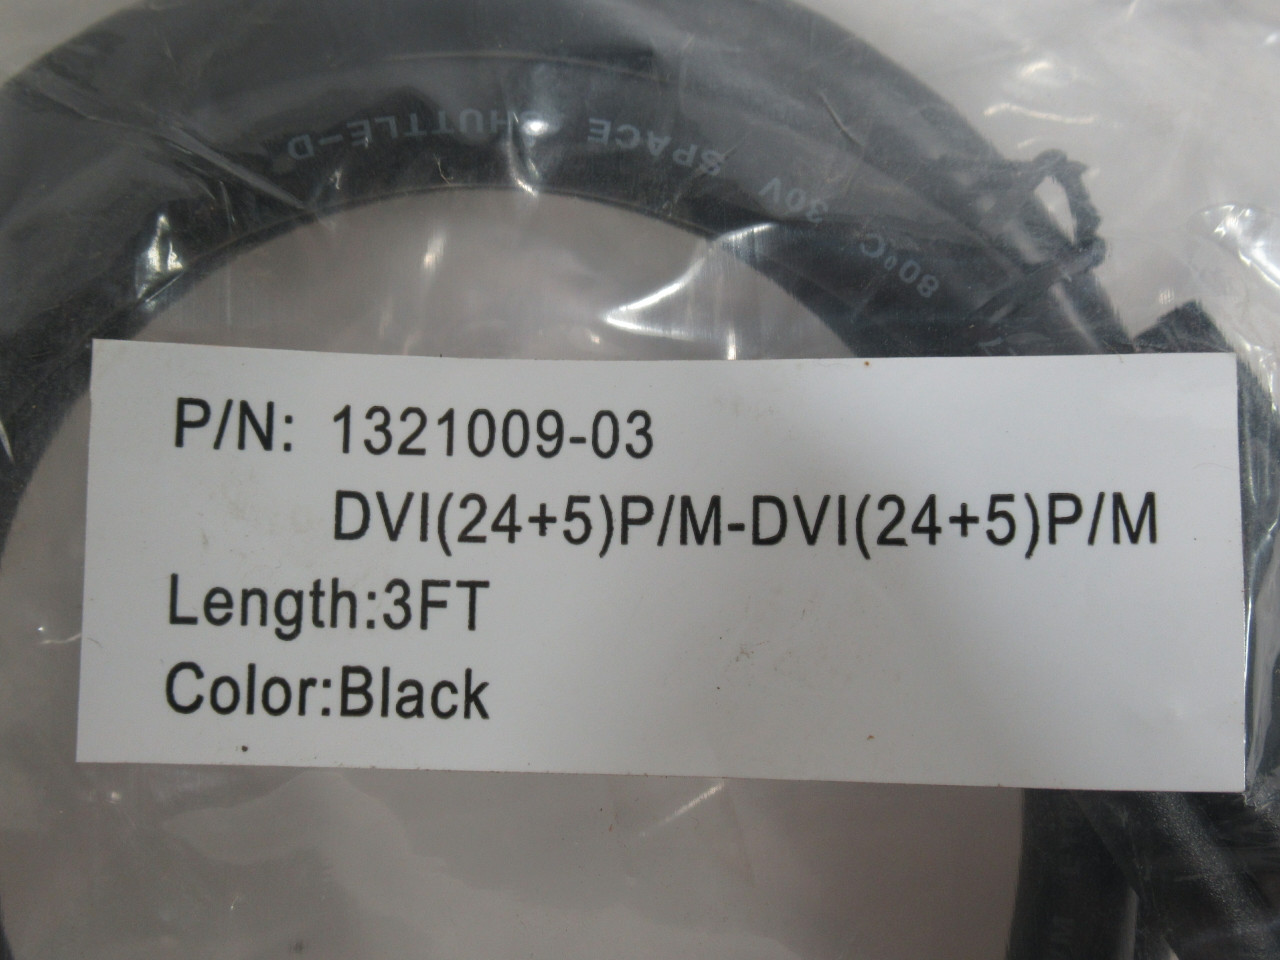 80°C 30V SPACE SHUTTLE-D
P/N: 1321009-03
DVI(24+5)P/M-DVI(24+5)P/M
Length:3FT
Color:Black